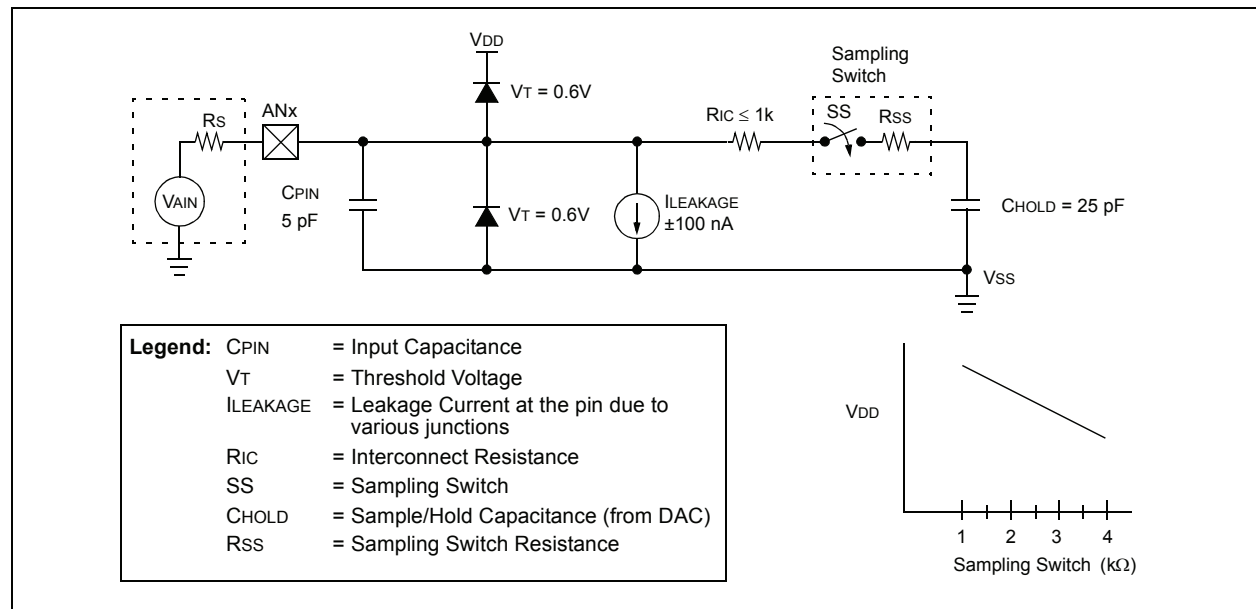 VDD
Sampling
Switch
VT = 0.6V
ANx
RS
RIC ≤ 1k
SS
RSS
VAIN
CPIN
5 pF
VT = 0.6V
ILEAKAGE
±100 nA
CHOLD = 25 pF
VSS
Legend: CPIN = Input Capacitance
VT = Threshold Voltage
ILEAKAGE = Leakage Current at the pin due to
various junctions
RIC = Interconnect Resistance
SS = Sampling Switch
CHOLD = Sample/Hold Capacitance (from DAC)
RSS = Sampling Switch Resistance
VDD
1 2 3 4
Sampling Switch (kΩ)